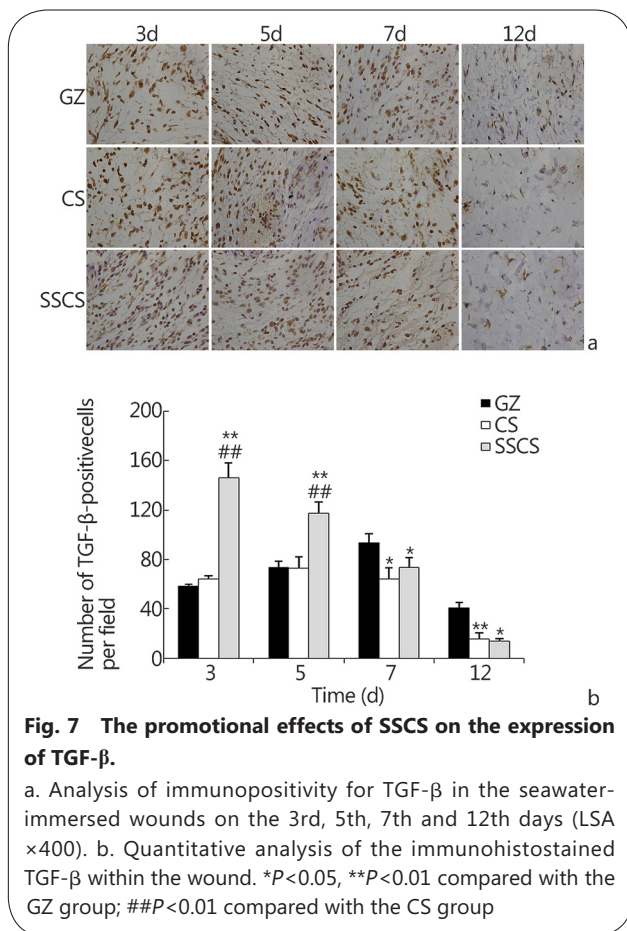 3d 5d 7d 12d
GZ
CS
SSCS
a
Number of TGF-β-positivecells
per field
200
160
120
80
40
0
**
##
**
##
*
*
**
*
GZ
CS
SSCS
3 5 7 12
Time (d)
b
Fig. 7 The promotional effects of SSCS on the expression
of TGF-β.
a. Analysis of immunopositivity for TGF-β in the seawater-
immersed wounds on the 3rd, 5th, 7th and 12th days (LSA
×400). b. Quantitative analysis of the immunohistostained
TGF-β within the wound. *P<0.05, **P<0.01 compared with the
GZ group; ##P<0.01 compared with the CS group